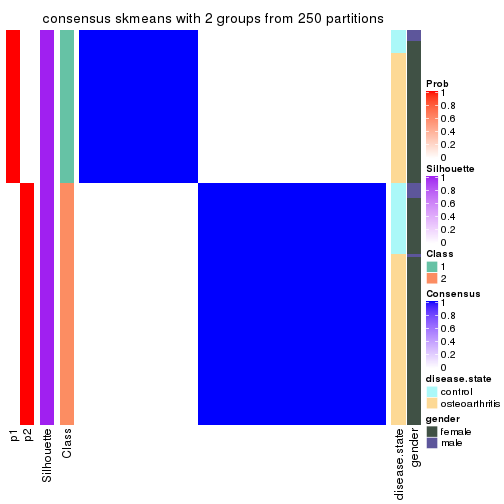 consensus skmeans with 2 groups from 250 partitions
Prob
1
0.8
0.6
0.4
0.2
0
Silhouette
1
0.8
0.6
0.4
0.2
0
Class
1
2
Consensus
1
0.8
0.6
0.4
0.2
0
disease.state
control
osteoarthritis
gender
female
male
p1
p2
Silhouette
Class
disease.state
gender